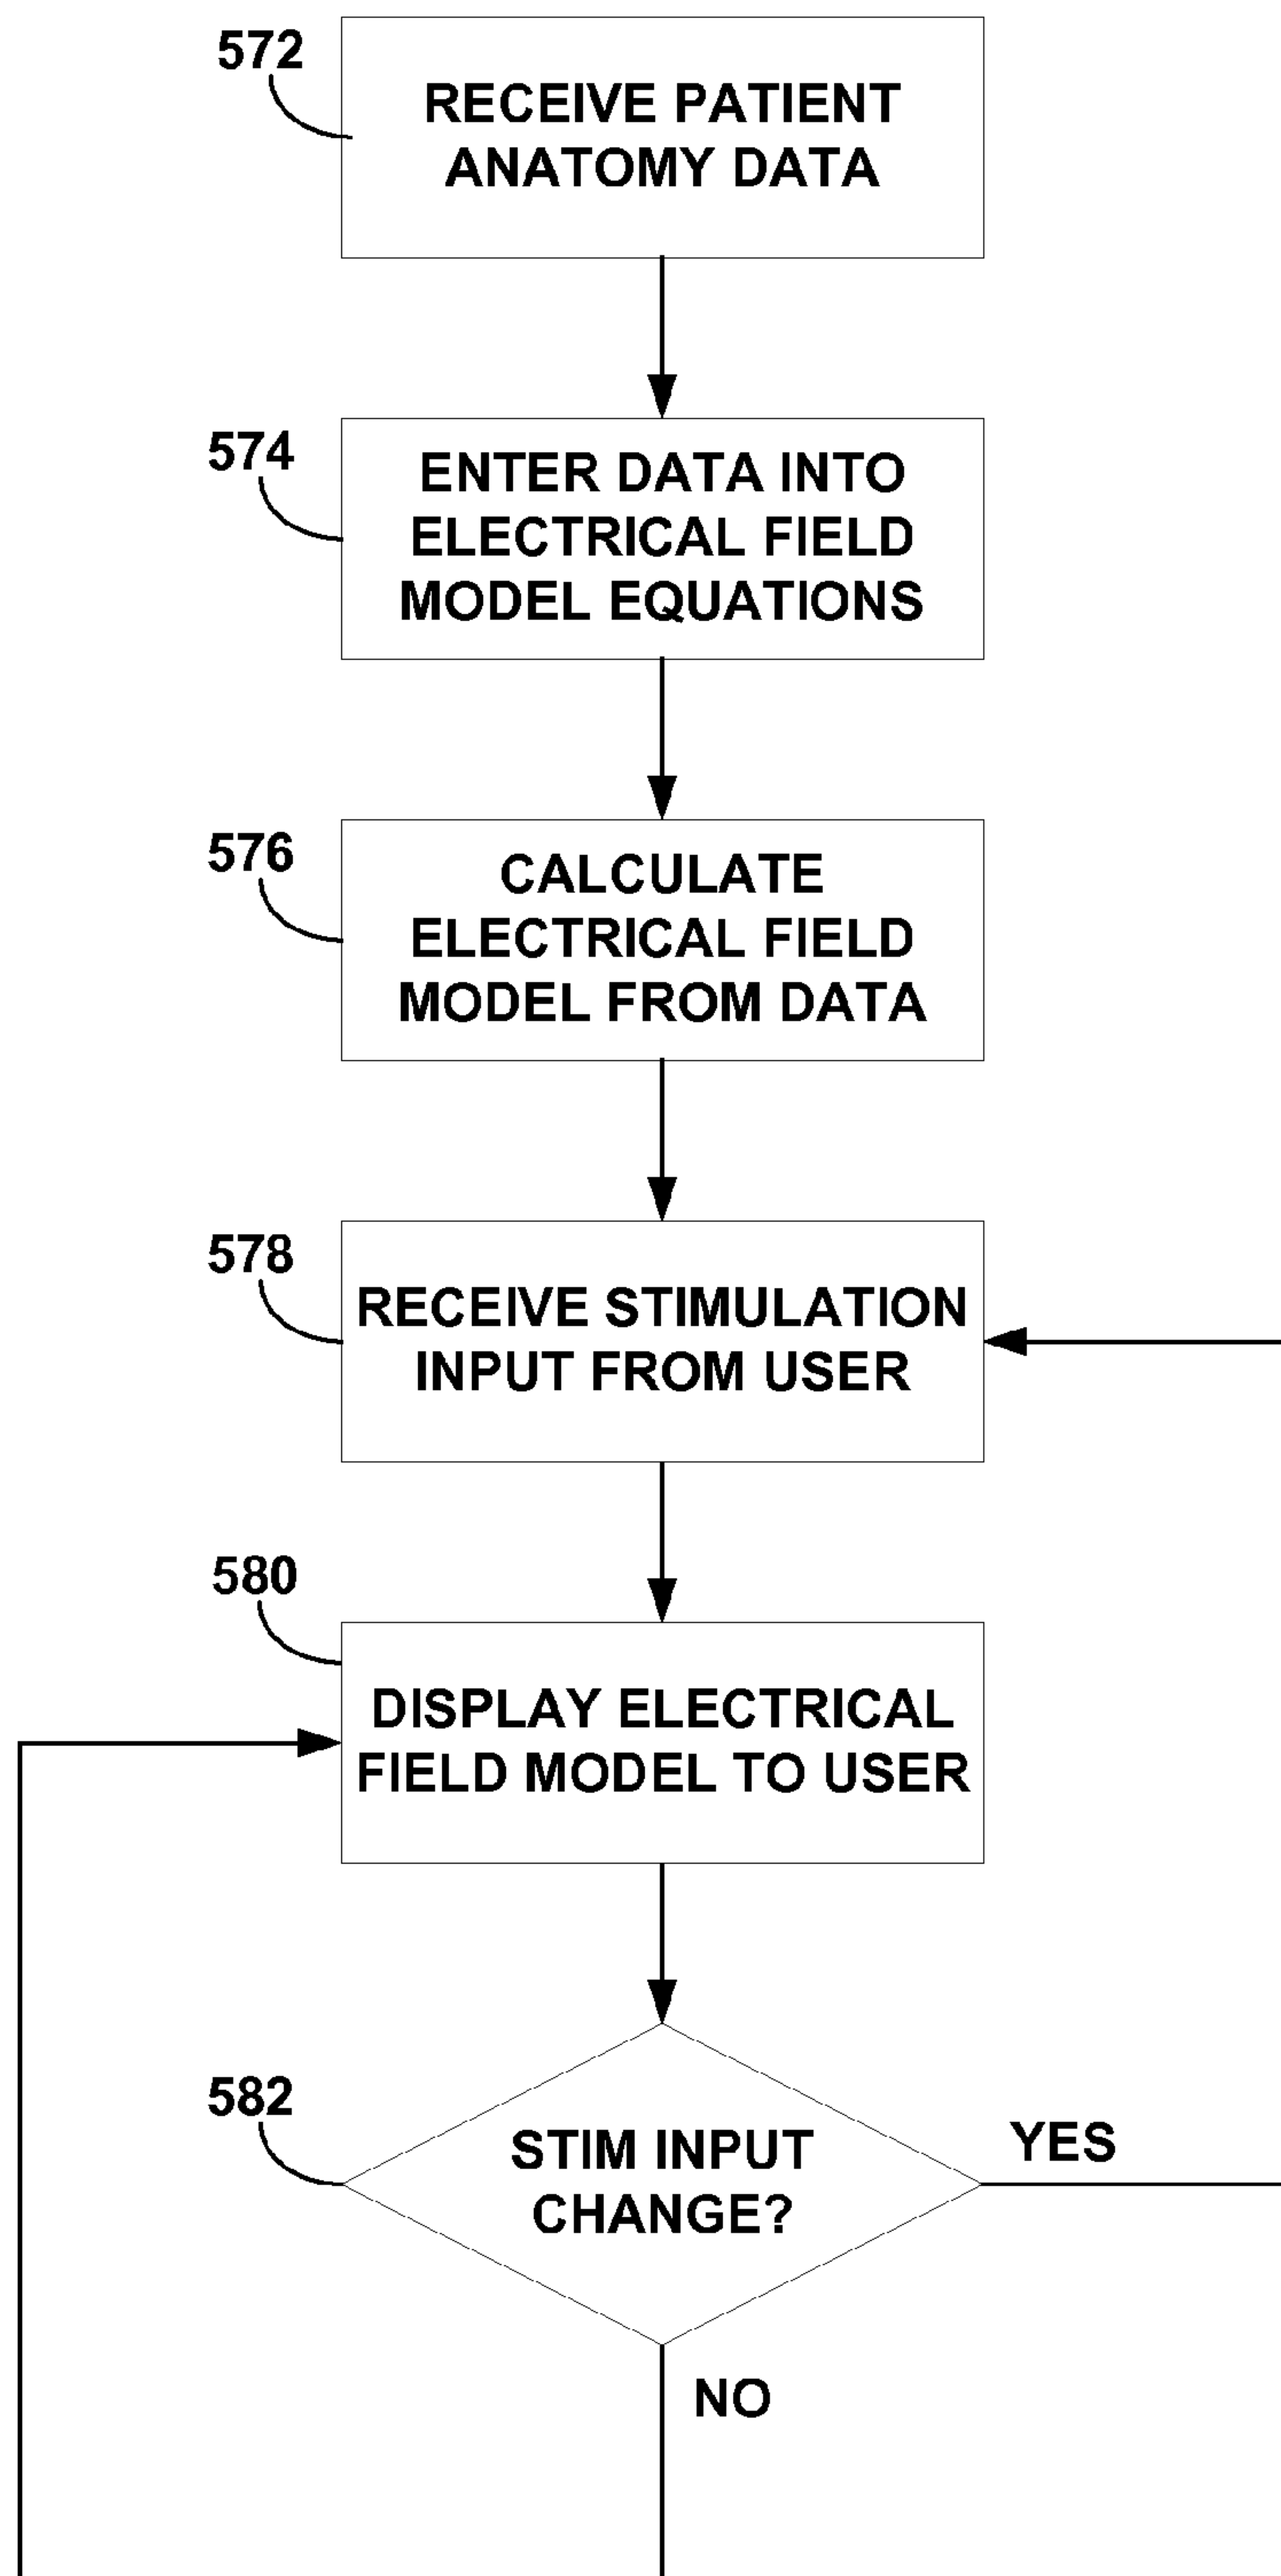 572
RECEIVE PATIENT
ANATOMY DATA
574
ENTER DATA INTO
ELECTRICAL FIELD
MODEL EQUATIONS
576
CALCULATE
ELECTRICAL FIELD
MODEL FROM DATA
578
RECEIVE STIMULATION
INPUT FROM USER
580
DISPLAY ELECTRICAL
FIELD MODEL TO USER
582
STIM INPUT
CHANGE?
YES
NO